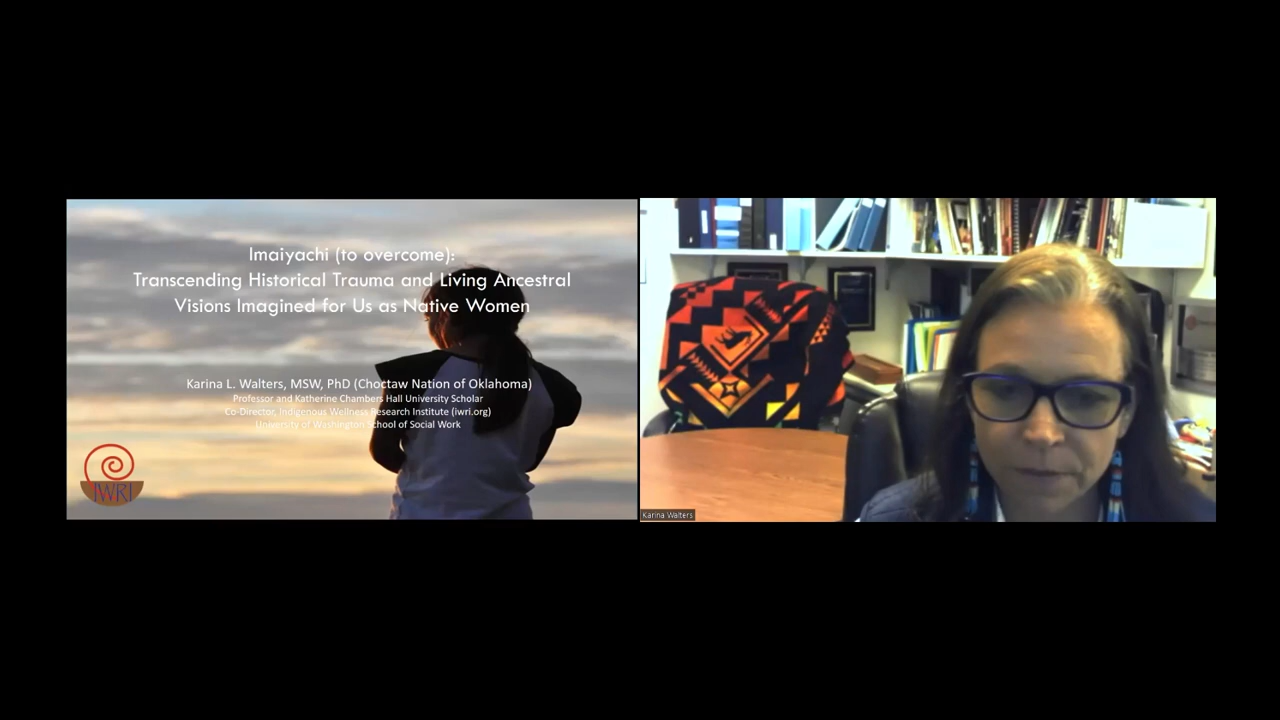 Imaiyachi (to overcome):
Transcending Historical Trauma and Living Ancestral
Visions Imagined for Us as Native Women
Karina L. Walters, MSW, PhD (Choctaw Nation of Oklahoma)
Professor and Katherine Chambers Hall University Scholar
Co-Director, Indigenous Wellness Research Institute (iwri.org)
University of Washington School of Social Work
IWRI
Karina Walters